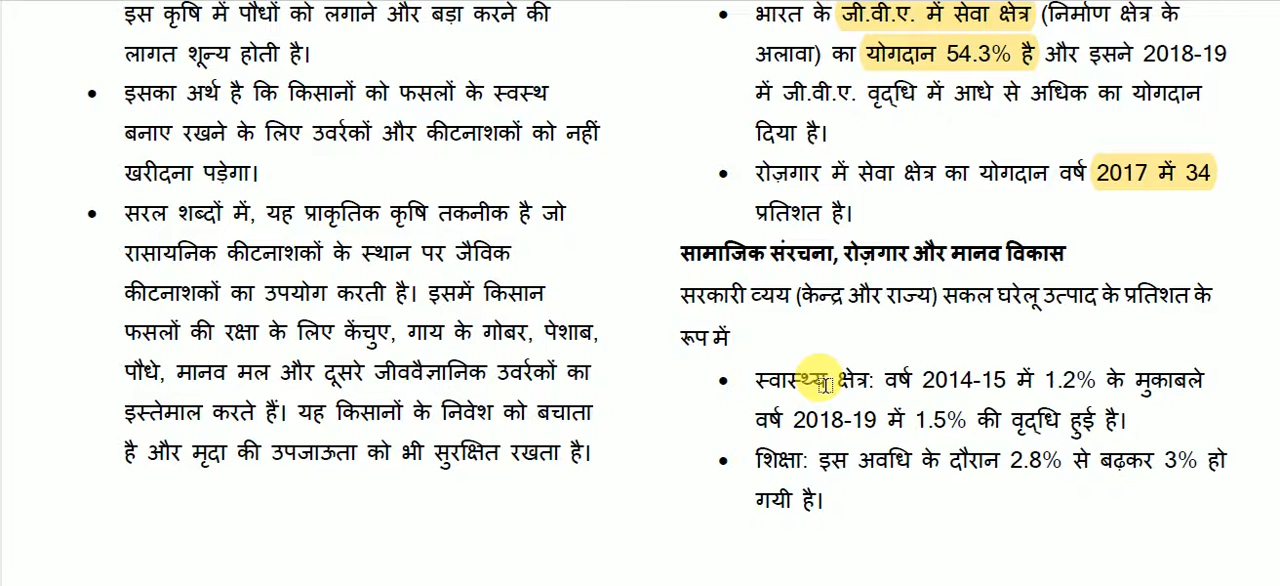 इस कृषि में पौधों को लगाने और बड़ा करने की
लागत शून्य होती है।
• इसका अर्थ है कि किसानों को फसलों के स्वस्थ
बनाए रखने के लिए उर्वरकों और कीटनाशकों को नहीं
खरीदना पड़ेगा।
• सरल शब्दों में, यह प्राकृतिक कृषि तकनीक है जो
रासायनिक कीटनाशकों के स्थान पर जैविक
कीटनाशकों का उपयोग करती है। इसमें किसान
फसलों की रक्षा के लिए केंचुए, गाय के गोबर, पेशाब,
पौधे, मानव मल और दूसरे जीववैज्ञानिक उर्वरकों का
इस्तेमाल करते हैं। यह किसानों के निवेश को बचाता
है और मृदा की उपजाऊता को भी सुरक्षित रखता है।
• भारत के जी.वी.ए. में सेवा क्षेत्र (निर्माण क्षेत्र के
अलावा) का योगदान 54.3% है और इसने 2018-19
में जी.वी.ए. वृद्धि में आधे से अधिक का योगदान
दिया है।
• रोज़गार में सेवा क्षेत्र का योगदान वर्ष 2017 में 34
प्रतिशत है।
सामाजिक संरचना, रोज़गार और मानव विकास
सरकारी व्यय (केन्द्र और राज्य) सकल घरेलू उत्पाद के प्रतिशत के
रूप में
• स्वास्थ्य क्षेत्र: वर्ष 2014-15 में 1.2% के मुकाबले
वर्ष 2018-19 में 1.5% की वृद्धि हुई है।
• शिक्षा: इस अवधि के दौरान 2.8% से बढ़कर 3% हो
गयी है।